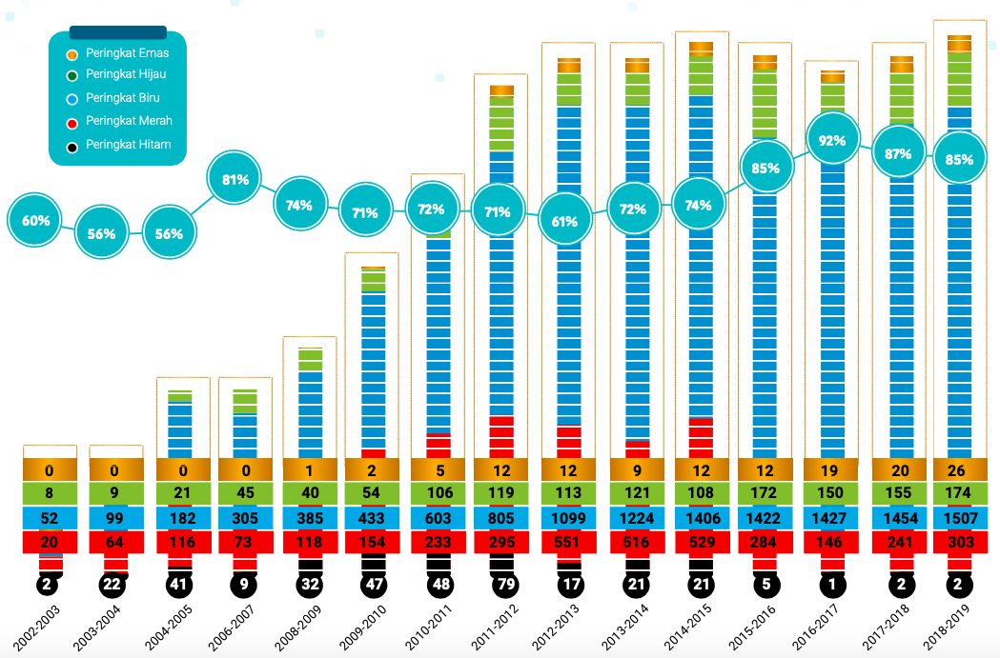 Peringkat Emas
Peringkat Hijau
Peringkat Biru
Peringkat Merah
Peringkat Hitam
60% 56% 56% 81% 74% 71% 72% 71% 61% 72% 74% 85% 92% 87% 85%
0 0 0 0 1 2 5 12 12 9 12 12 19 20 26
8 9 21 45 40 54 106 119 113 121 108 172 150 155 174
52 99 182 305 385 433 603 805 1099 1224 1406 1422 1427 1454 1507
20 64 116 73 118 154 233 295 551 516 529 284 146 241 303
2 22 41 9 32 47 48 79 17 21 21 5 1 2 2
2002-2003 2003-2004 2004-2005 2006-2007 2008-2009 2009-2010 2010-2011 2011-2012 2012-2013 2013-2014 2014-2015 2015-2016 2016-2017 2017-2018 2018-2019